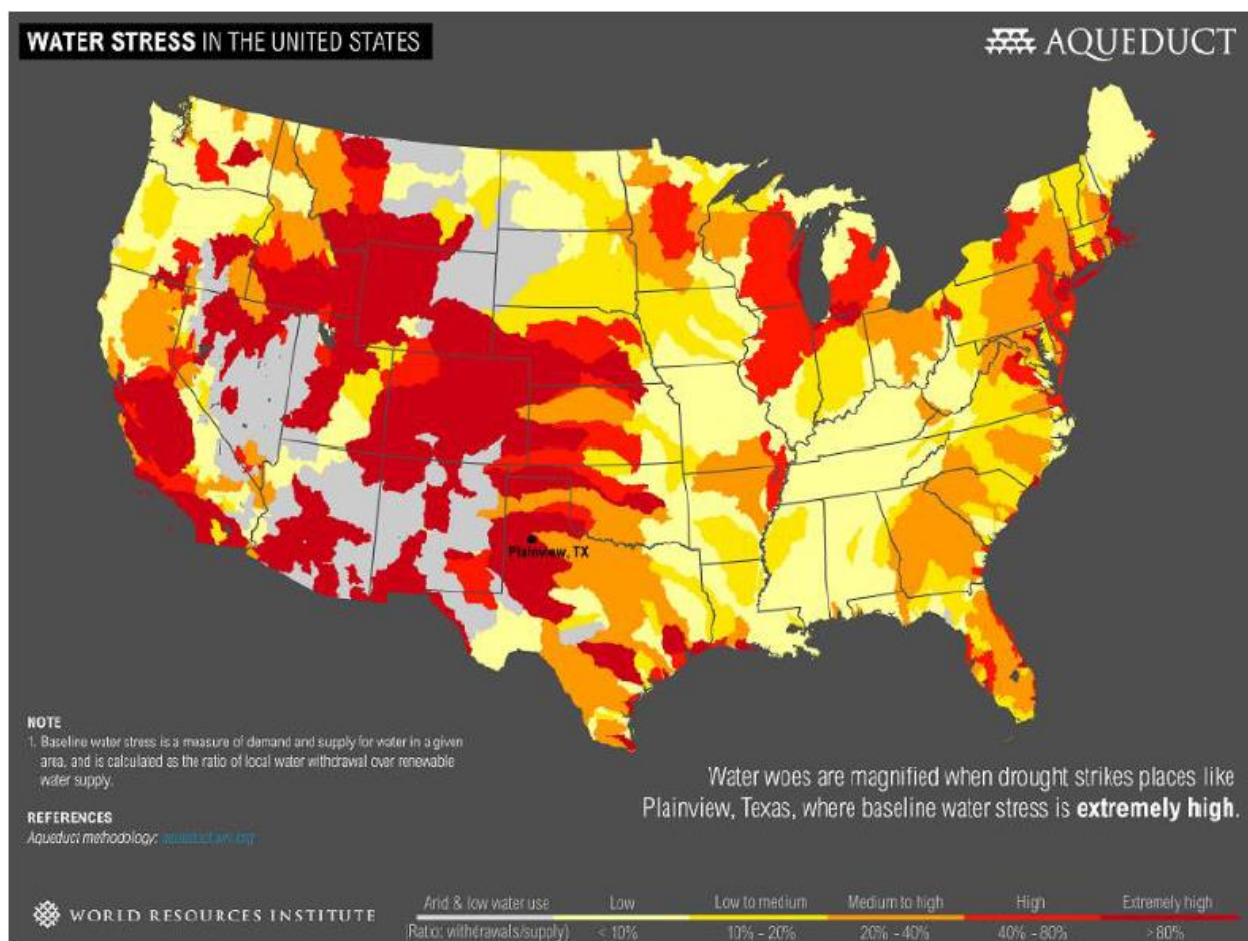 WATER STRESS IN THE UNITED STATES
AQUEDUCT
Plainview, TX
NOTE
1. Baseline water stress is a measure of demand and supply for water in a given
area, and is calculated as the ratio of local water withdrawal over renewable
water supply.
REFERENCES
Aqueduct methodology: aqueduct.wri.org
Water woes are magnified when drought strikes places like
Plainview, Texas, where baseline water stress is extremely high.
WORLD RESOURCES INSTITUTE
Arid & low water use Low Low to medium Medium to high High Extremely high
(Ratio: withdrawals/supply) < 10% 10% - 20% 20% - 40% 40% - 80% > 80%